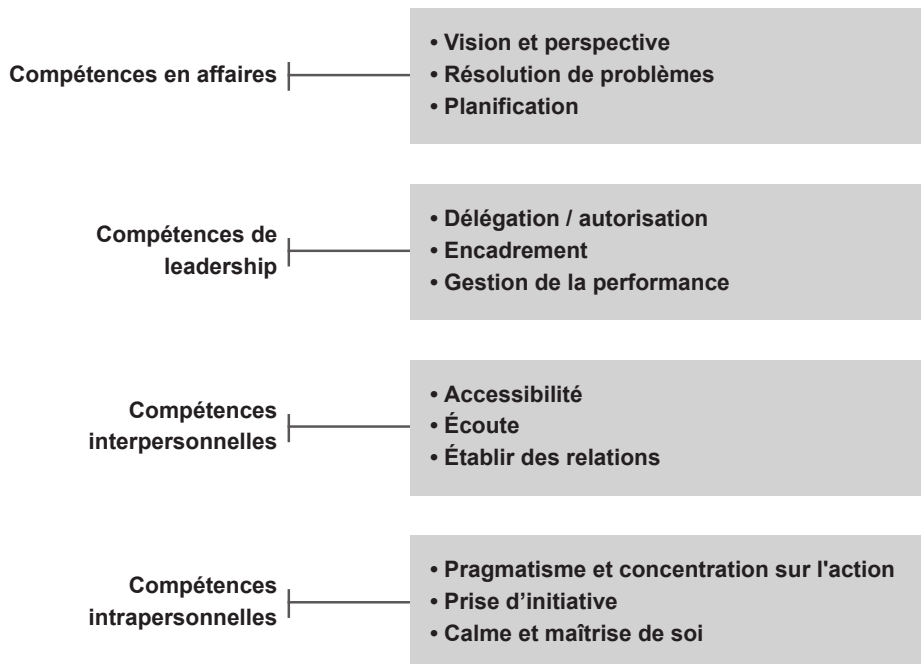 Compétences en affaires
• Vision et perspective
• Résolution de problèmes
• Planification
Compétences de
leadership
• Délégation / autorisation
• Encadrement
• Gestion de la performance
Compétences
interpersonnelles
• Accessibilité
• Écoute
• Établir des relations
Compétences
intrapersonnelles
• Pragmatisme et concentration sur l'action
• Prise d’initiative
• Calme et maîtrise de soi